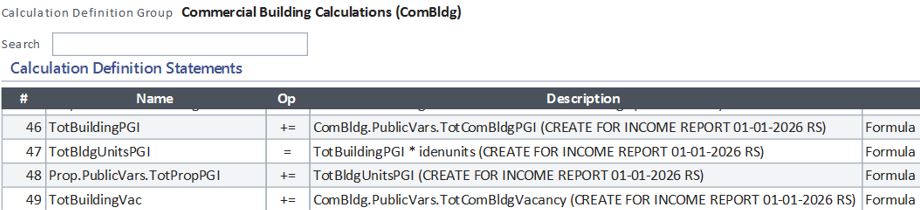 Calculation Definition Group Commercial Building Calculations (ComBldg)
Search
Calculation Definition Statements
# Name Op Description
46 TotBuildingPGI += ComBldg.PublicVars.TotComBldgPGI (CREATE FOR INCOME REPORT 01-01-2026 RS) Formula
47 TotBldgUnitsPGI = TotBuildingPGI * idenunits (CREATE FOR INCOME REPORT 01-01-2026 RS) Formula
48 Prop.PublicVars.TotPropPGI += TotBldgUnitsPGI (CREATE FOR INCOME REPORT 01-01-2026 RS) Formula
49 TotBuildingVac += ComBldg.PublicVars.TotComBldgVacancy (CREATE FOR INCOME REPORT 01-01-2026 RS) Formula